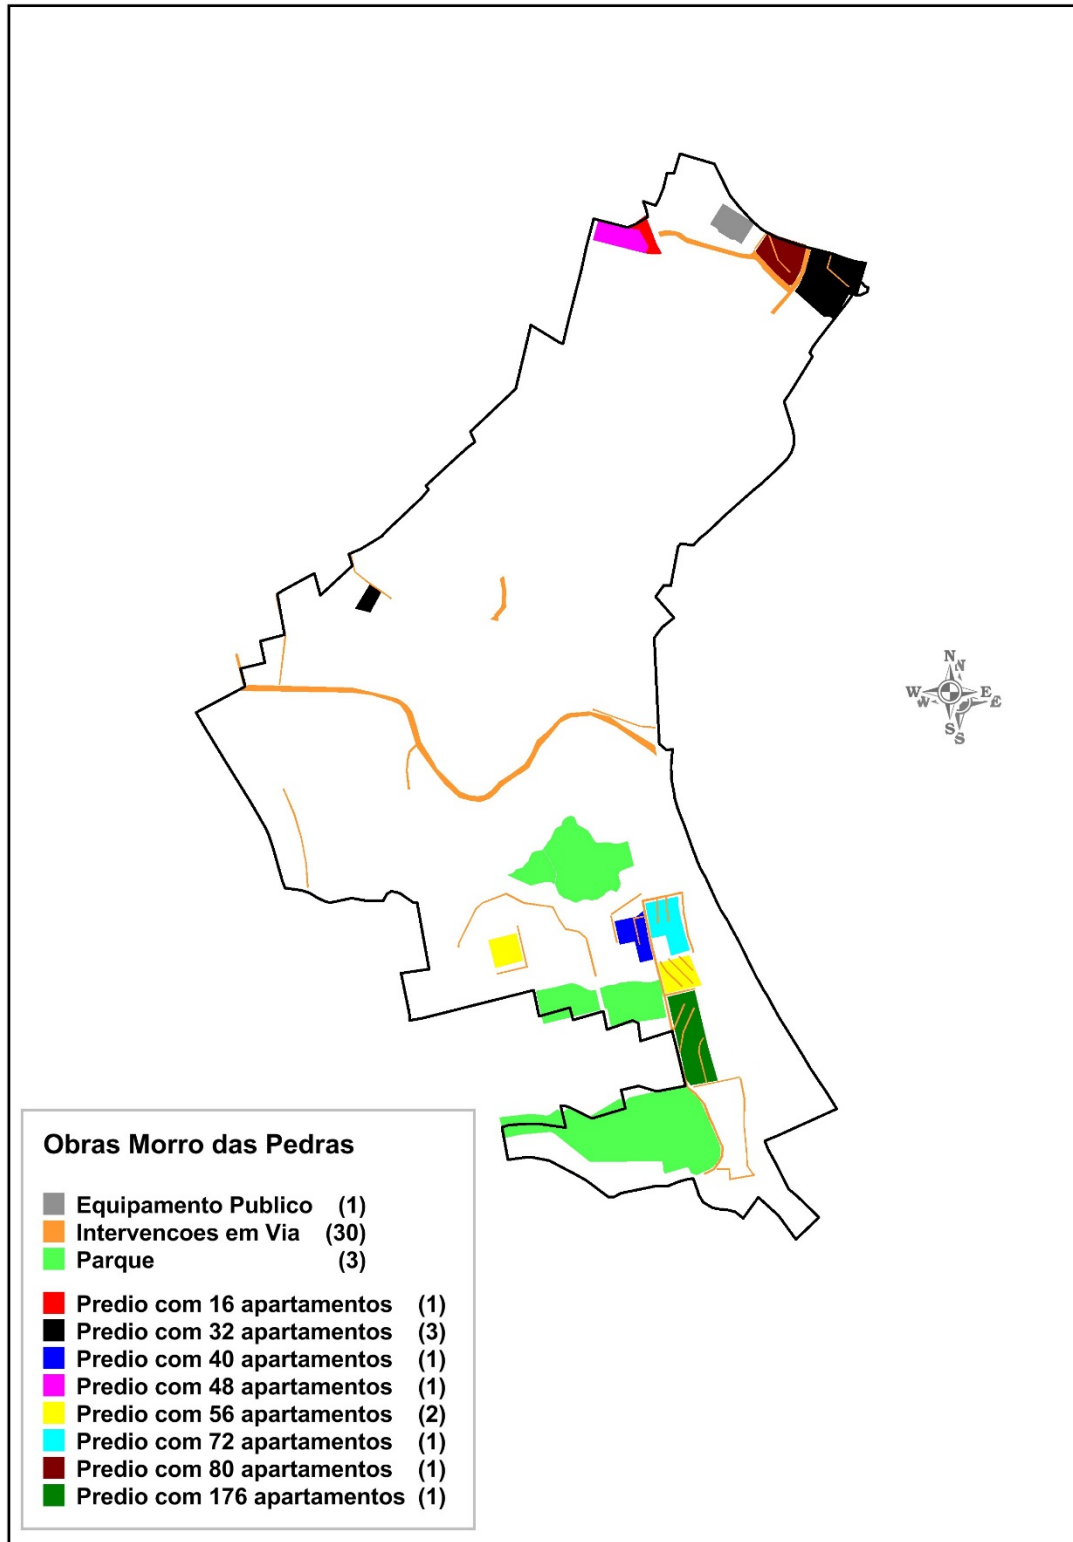 N
N
W
W
E
E
S
S
Obras Morro das Pedras
Equipamento Publico (1)
Intervencoes em Via (30)
Parque (3)
Predio com 16 apartamentos (1)
Predio com 32 apartamentos (3)
Predio com 40 apartamentos (1)
Predio com 48 apartamentos (1)
Predio com 56 apartamentos (2)
Predio com 72 apartamentos (1)
Predio com 80 apartamentos (1)
Predio com 176 apartamentos (1)